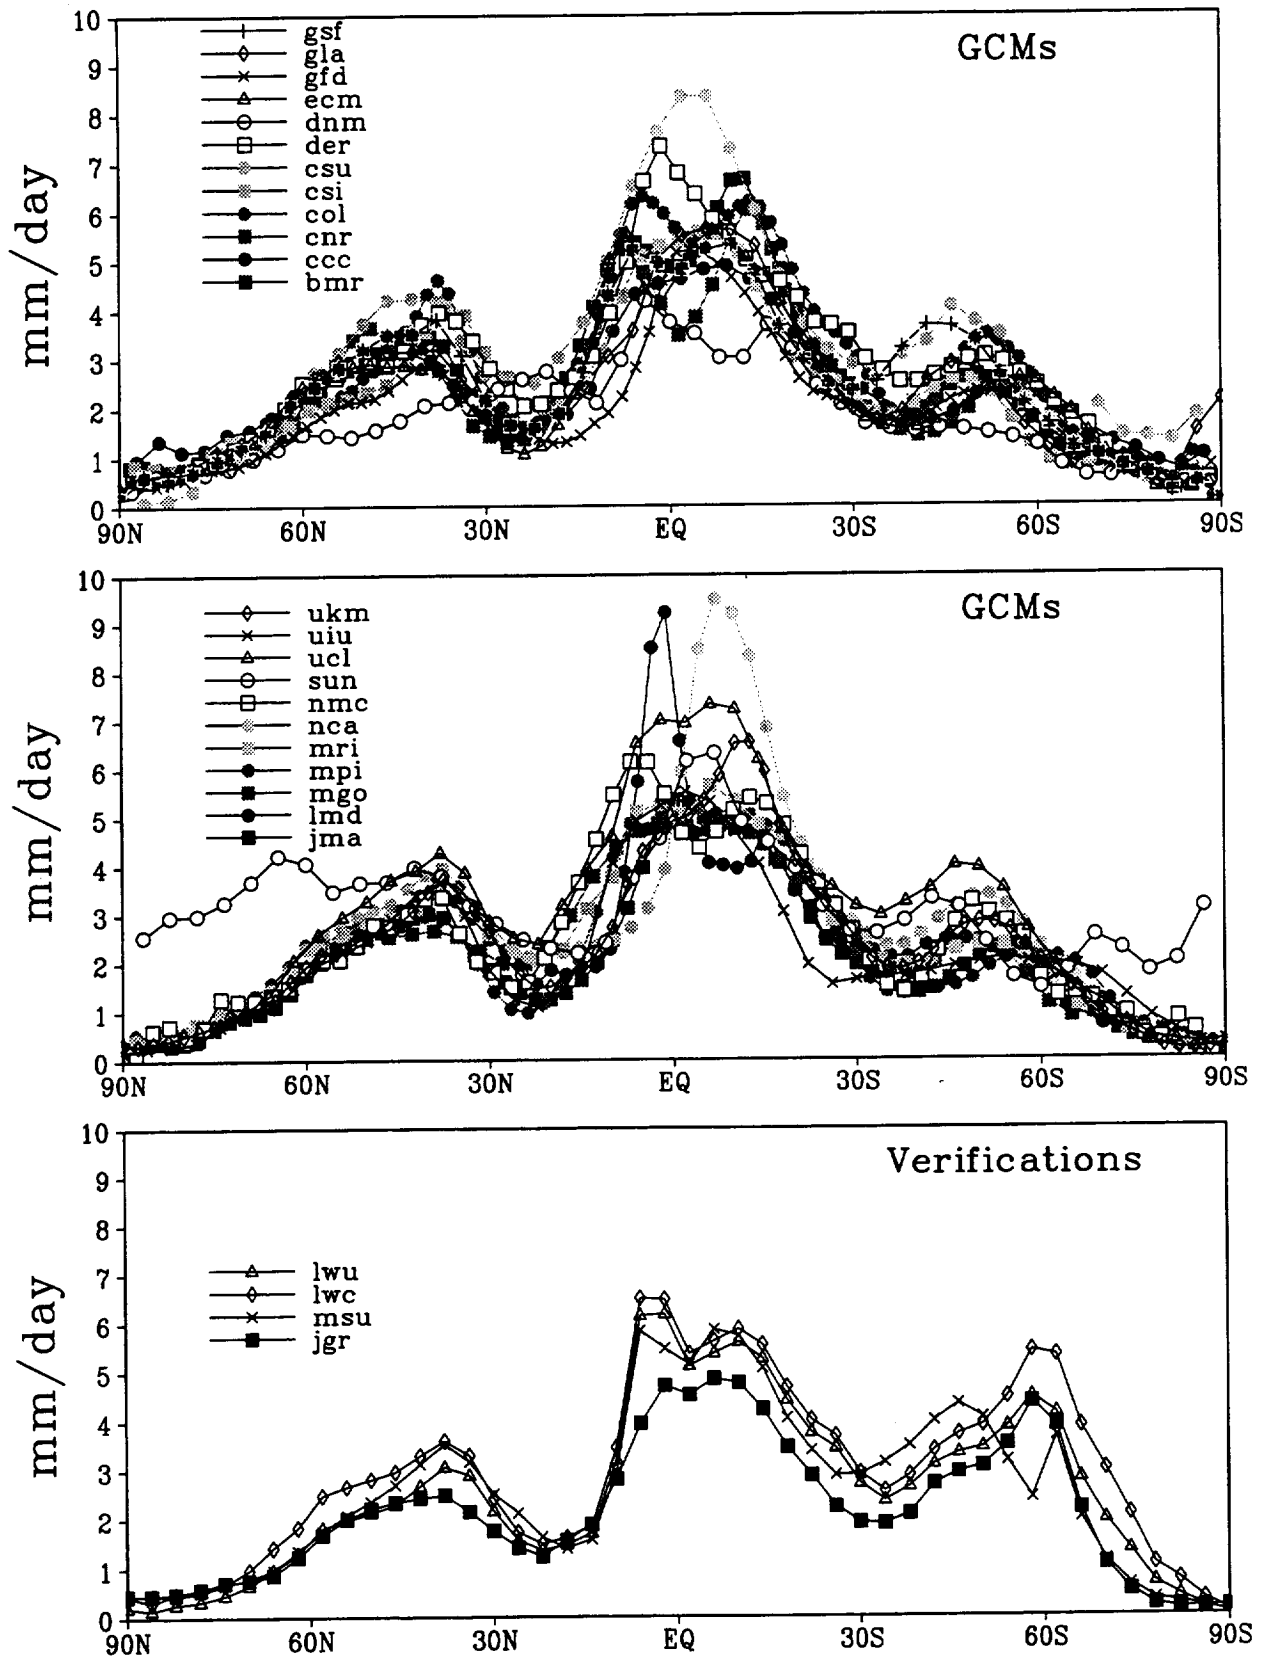 GCMs
mm/day
10
9
8
7
6
5
4
3
2
1
0
gsf
gla
gfd
ecm
dnm
der
csu
csi
col
cnr
ccc
bmr
90N 60N 30N EQ 30S 60S 90S
GCMs
mm/day
10
9
8
7
6
5
4
3
2
1
0
ukm
uiu
ucl
sun
nmc
nca
mri
mpi
mgo
lmd
jma
90N 60N 30N EQ 30S 60S 90S
Verifications
mm/day
10
9
8
7
6
5
4
3
2
1
0
lwu
lwc
msu
jgr
90N 60N 30N EQ 30S 60S 90S